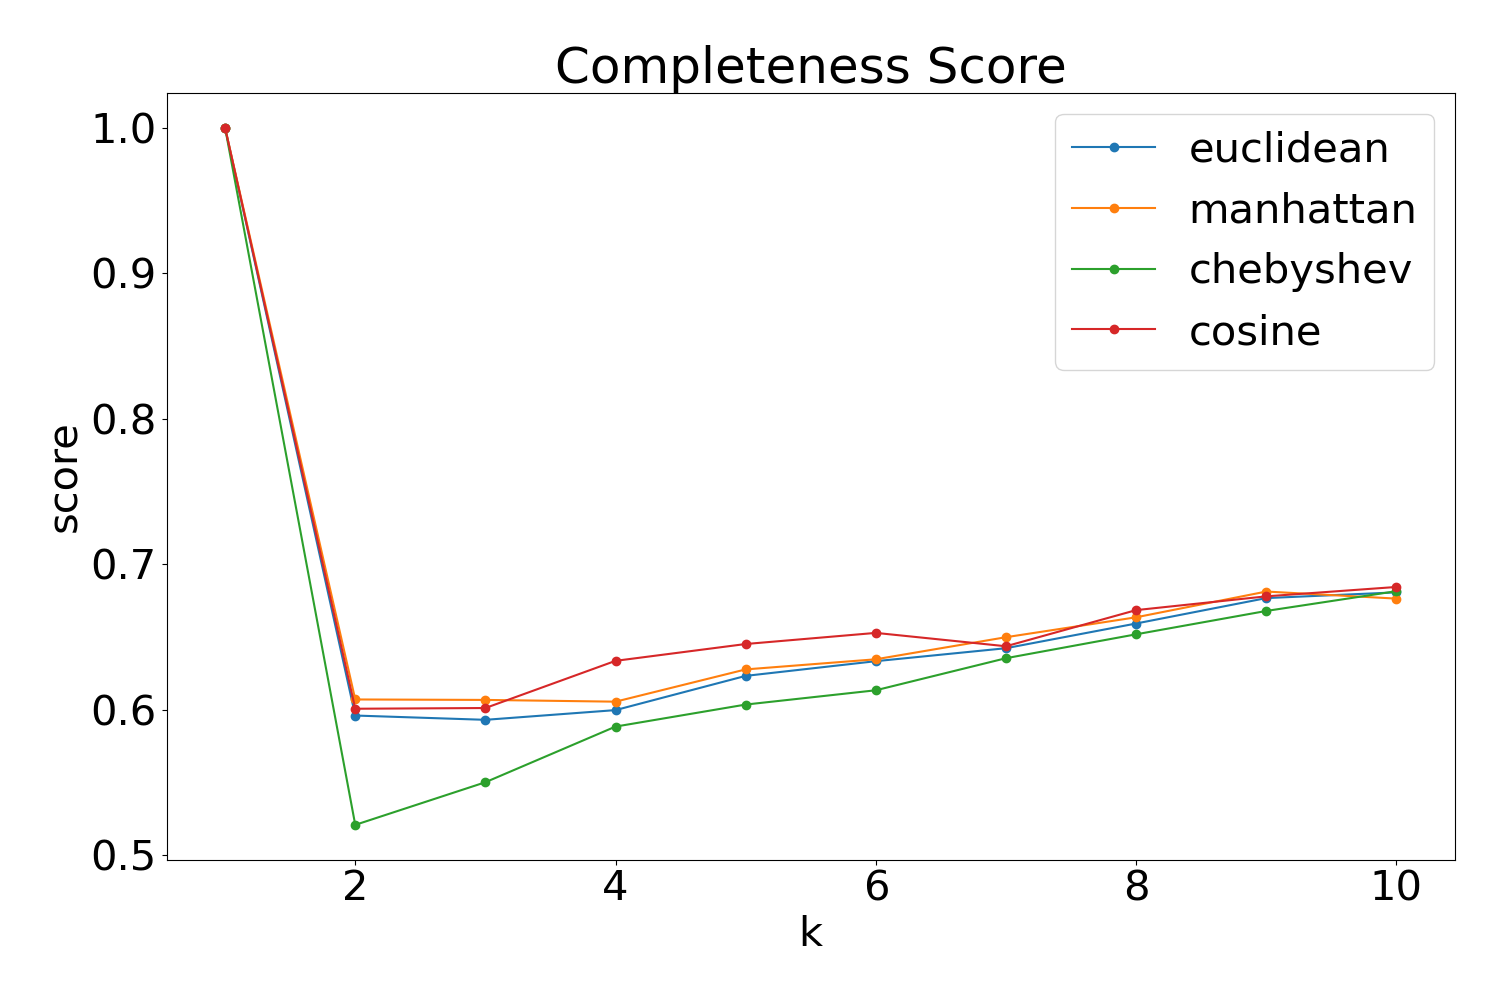 Completeness Score
1.0
0.9
0.8
0.7
0.6
0.5
score
2 4 6 8 10
k
euclidean
manhattan
chebyshev
cosine